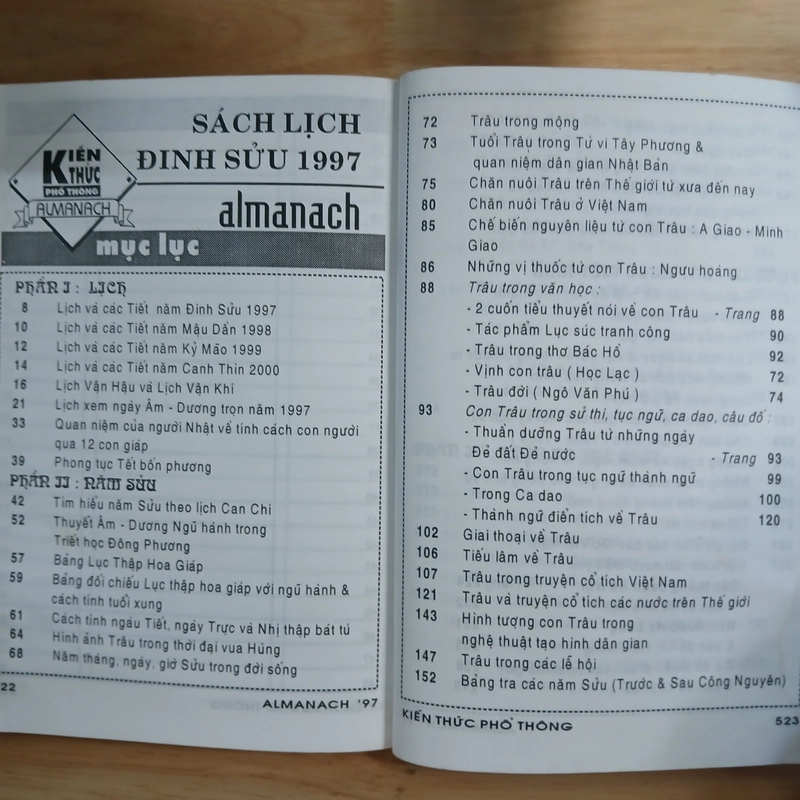 KIẾN
THỨC
PHỔ THÔNG
ALMANACH
SÁCH LỊCH
ĐINH SỬU 1997
almanach
mục lục
PHẦN I : LỊCH
8 Lịch và các Tiết năm Đinh Sửu 1997
10 Lịch và các Tiết năm Mậu Dần 1998
12 Lịch và các Tiết năm Kỷ Mão 1999
14 Lịch và các Tiết năm Canh Thìn 2000
16 Lịch Vận Hậu và Lịch Vận Khí
21 Lịch xem ngày Âm - Dương trọn năm 1997
33 Quan niệm của người Nhật về tính cách con người
qua 12 con giáp
39 Phong tục Tết bốn phương
PHẦN II : NĂM SỬU
42 Tìm hiểu năm Sửu theo lịch Can Chi
52 Thuyết Âm - Dương Ngũ hành trong
Triết học Đông Phương
57 Bảng Lục Thập Hoa Giáp
59 Bảng đối chiếu Lục thập hoa giáp với ngũ hành &
cách tính tuổi xung
61 Cách tính ngày Tiết, ngày Trực và Nhị thập bát tú
64 Hình ảnh Trâu trong thời đại vua Hùng
68 Năm tháng, ngày, giờ Sửu trong đời sống
22
ALMANACH '97
72 Trâu trong mộng
73 Tuổi Trâu trong Tử vi Tây Phương &
quan niệm dân gian Nhật Bản
75 Chăn nuôi Trâu trên Thế giới từ xưa đến nay
80 Chăn nuôi Trâu ở Việt Nam
85 Chế biến nguyên liệu từ con Trâu : A Giao - Minh
Giao
86 Những vị thuốc từ con Trâu : Ngưu hoàng
88 Trâu trong văn học :
- 2 cuốn tiểu thuyết nói về con Trâu - Trang 88
- Tác phẩm Lục súc tranh công 90
- Trâu trong thơ Bác Hồ 92
- Vịnh con trâu ( Học Lạc ) 72
- Trâu đời ( Ngô Văn Phú ) 74
93 Con Trâu trong sử thi, tục ngữ, ca dao, câu đố :
- Thuần dưỡng Trâu từ những ngày
Đẻ đất Đẻ nước - Trang 93
- Con Trâu trong tục ngữ thành ngữ 99
- Trong Ca dao 100
- Thành ngữ điển tích về Trâu 120
102 Giai thoại về Trâu
106 Tiếu lâm về Trâu
107 Trâu trong truyện cổ tích Việt Nam
121 Trâu và truyện cổ tích các nước trên Thế giới
143 Hình tượng con Trâu trong
nghệ thuật tạo hình dân gian
147 Trâu trong các lễ hội
152 Bảng tra các năm Sửu (Trước & Sau Công Nguyên)
KIẾN THỨC PHỔ THÔNG
523